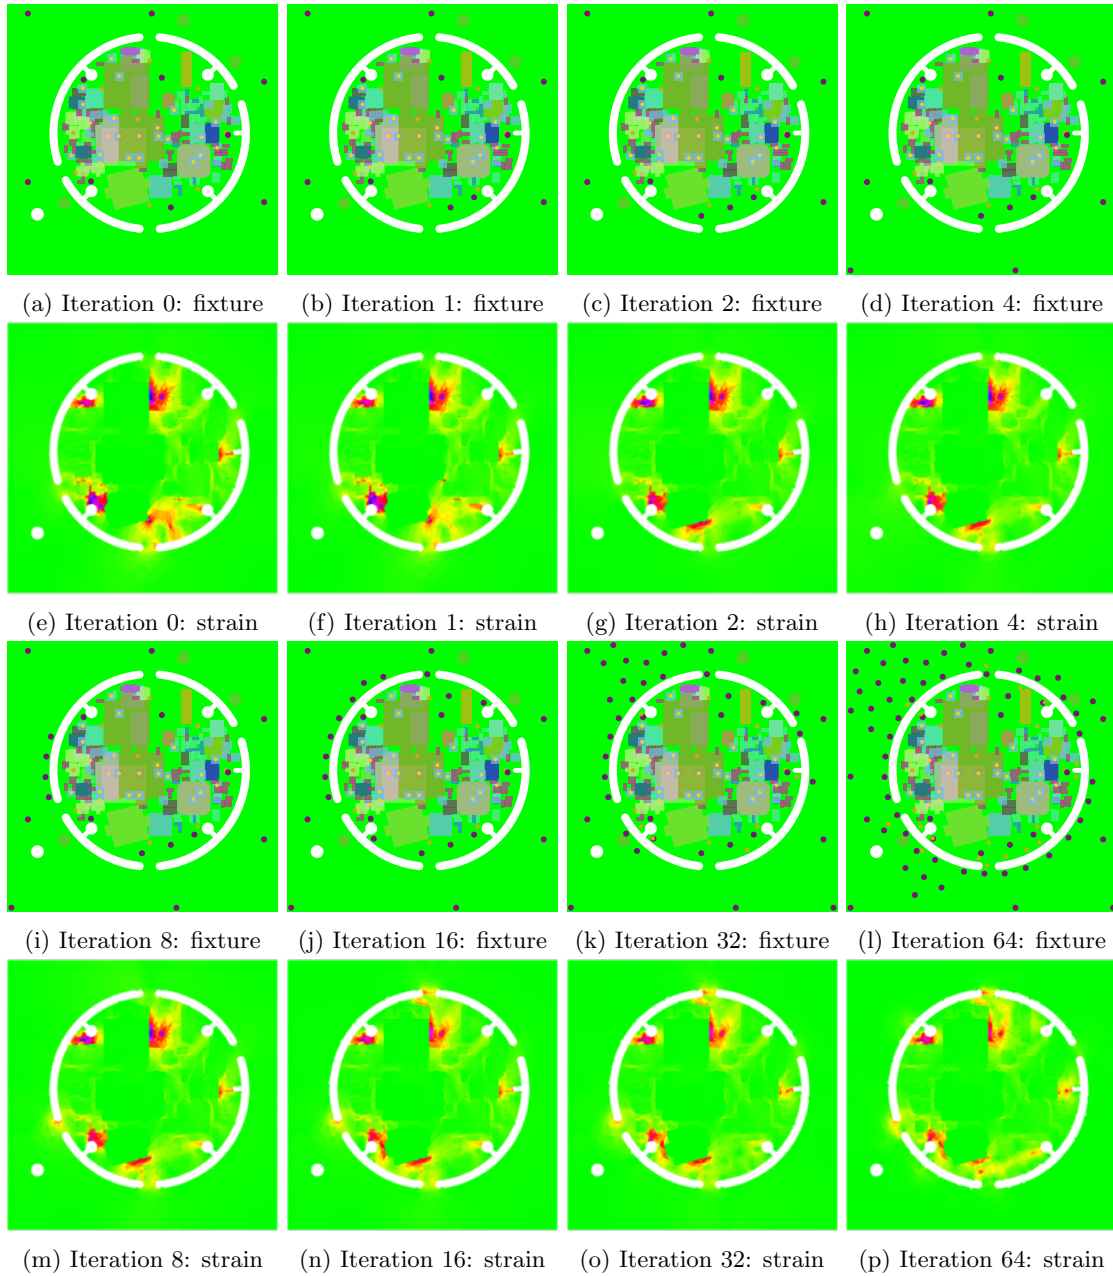 (a) Iteration 0: fixture
(b) Iteration 1: fixture
(c) Iteration 2: fixture
(d) Iteration 4: fixture
(e) Iteration 0: strain
(f) Iteration 1: strain
(g) Iteration 2: strain
(h) Iteration 4: strain
(i) Iteration 8: fixture
(j) Iteration 16: fixture
(k) Iteration 32: fixture
(l) Iteration 64: fixture
(m) Iteration 8: strain
(n) Iteration 16: strain
(o) Iteration 32: strain
(p) Iteration 64: strain